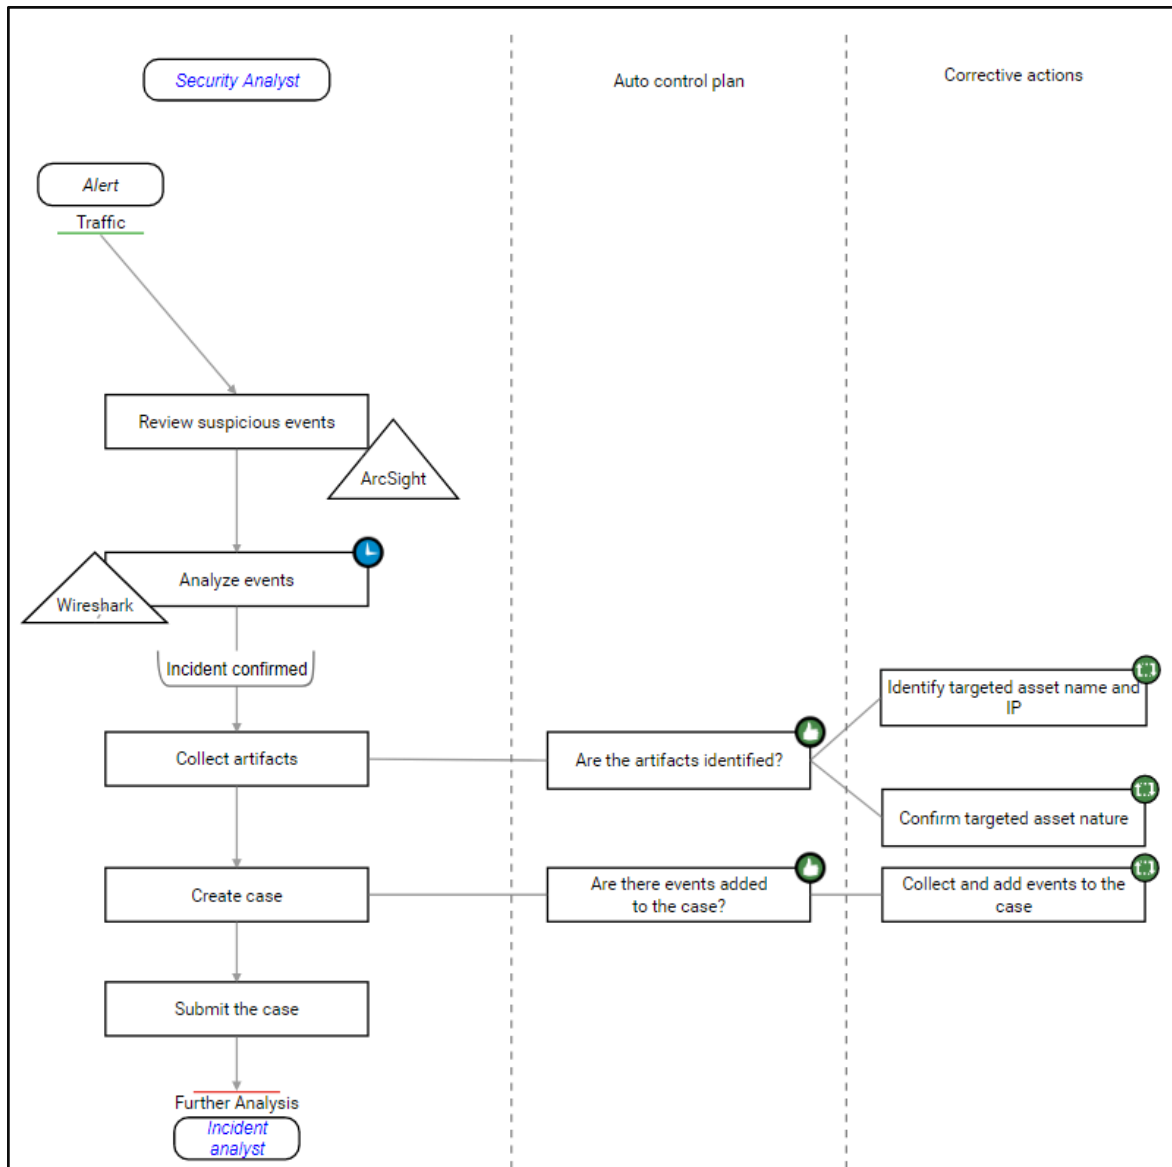 Security Analyst
Auto control plan
Corrective actions
Alert
Traffic
Review suspicious events
ArcSight
Analyze events
Wireshark
Incident confirmed
Identify targeted asset name and
IP
Collect artifacts
Are the artifacts identified?
Confirm targeted asset nature
Create case
Are there events added
to the case?
Collect and add events to the
case
Submit the case
Further Analysis
Incident
analyst